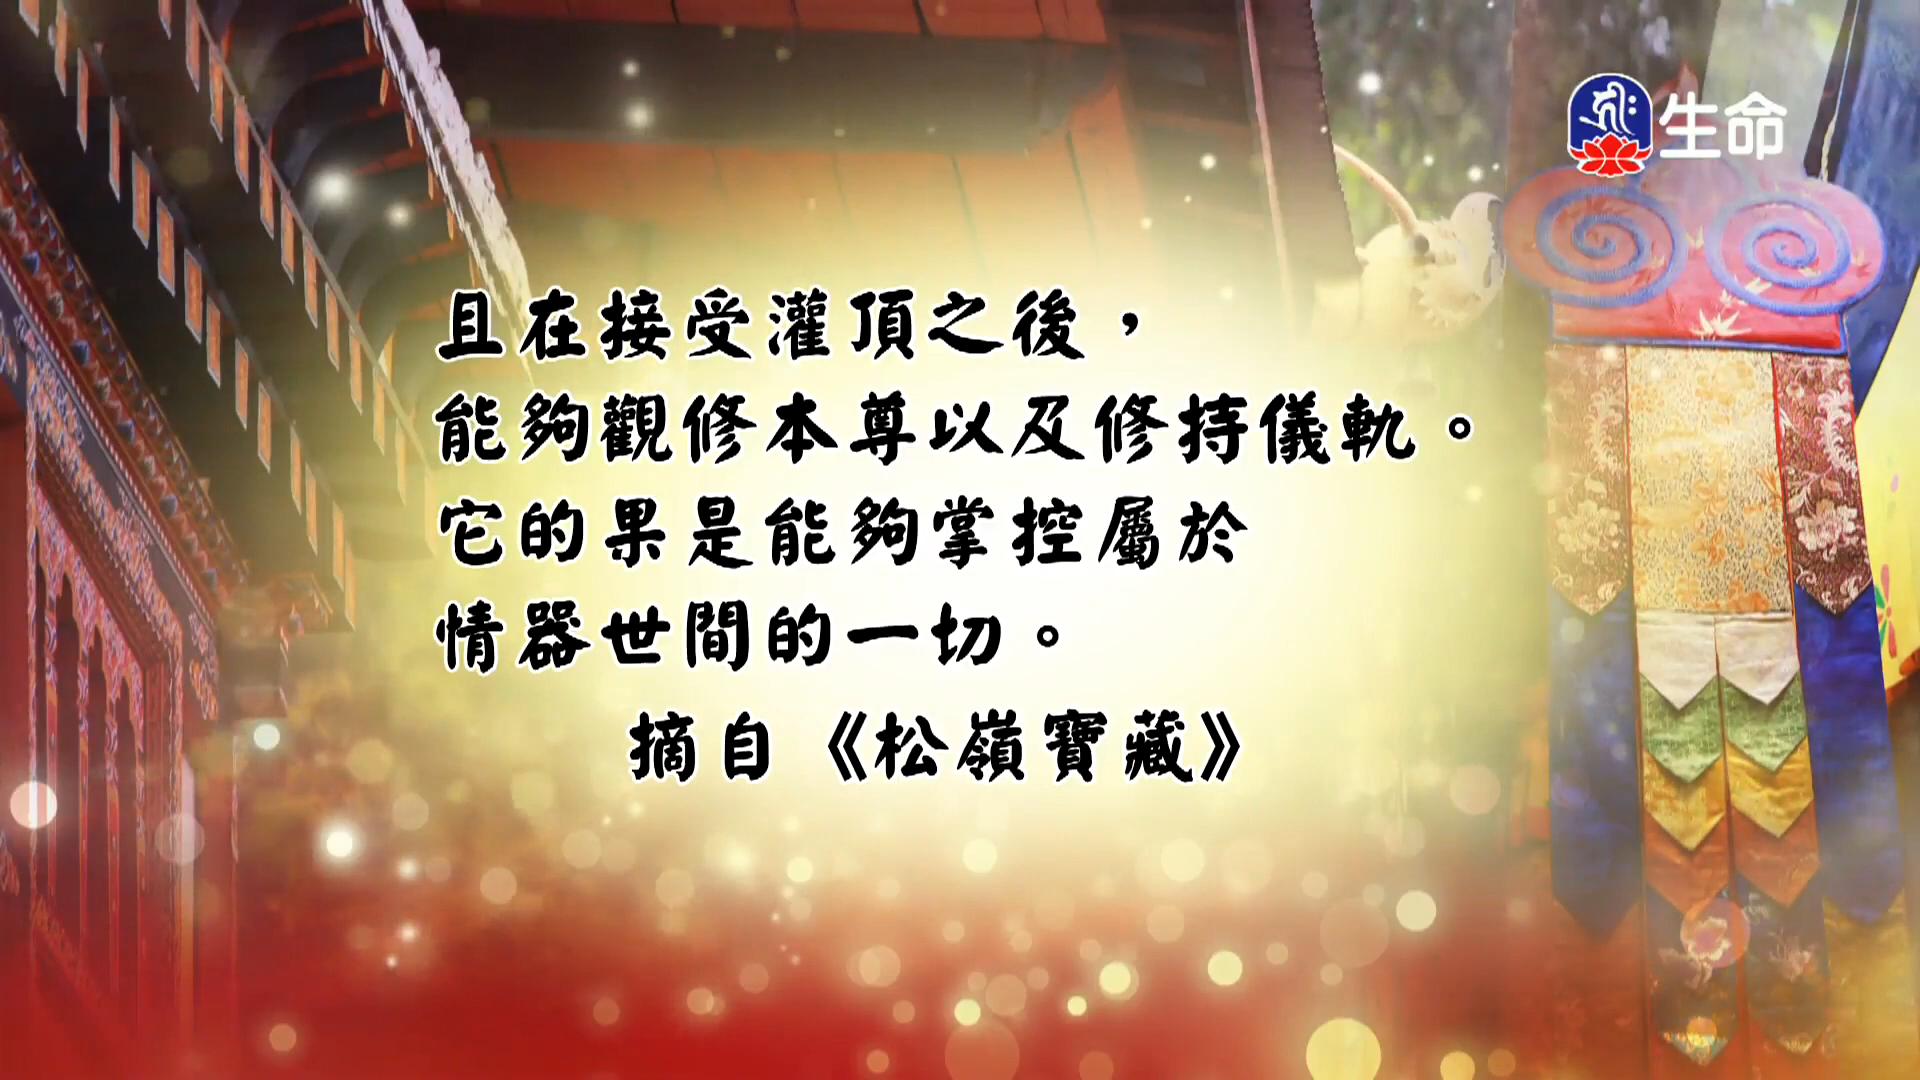 生命
且在接受灌頂之後，
能夠觀修本尊以及修持儀軌。
它的果是能夠掌控屬於
情器世間的一切。
摘自《松嶺寶藏》